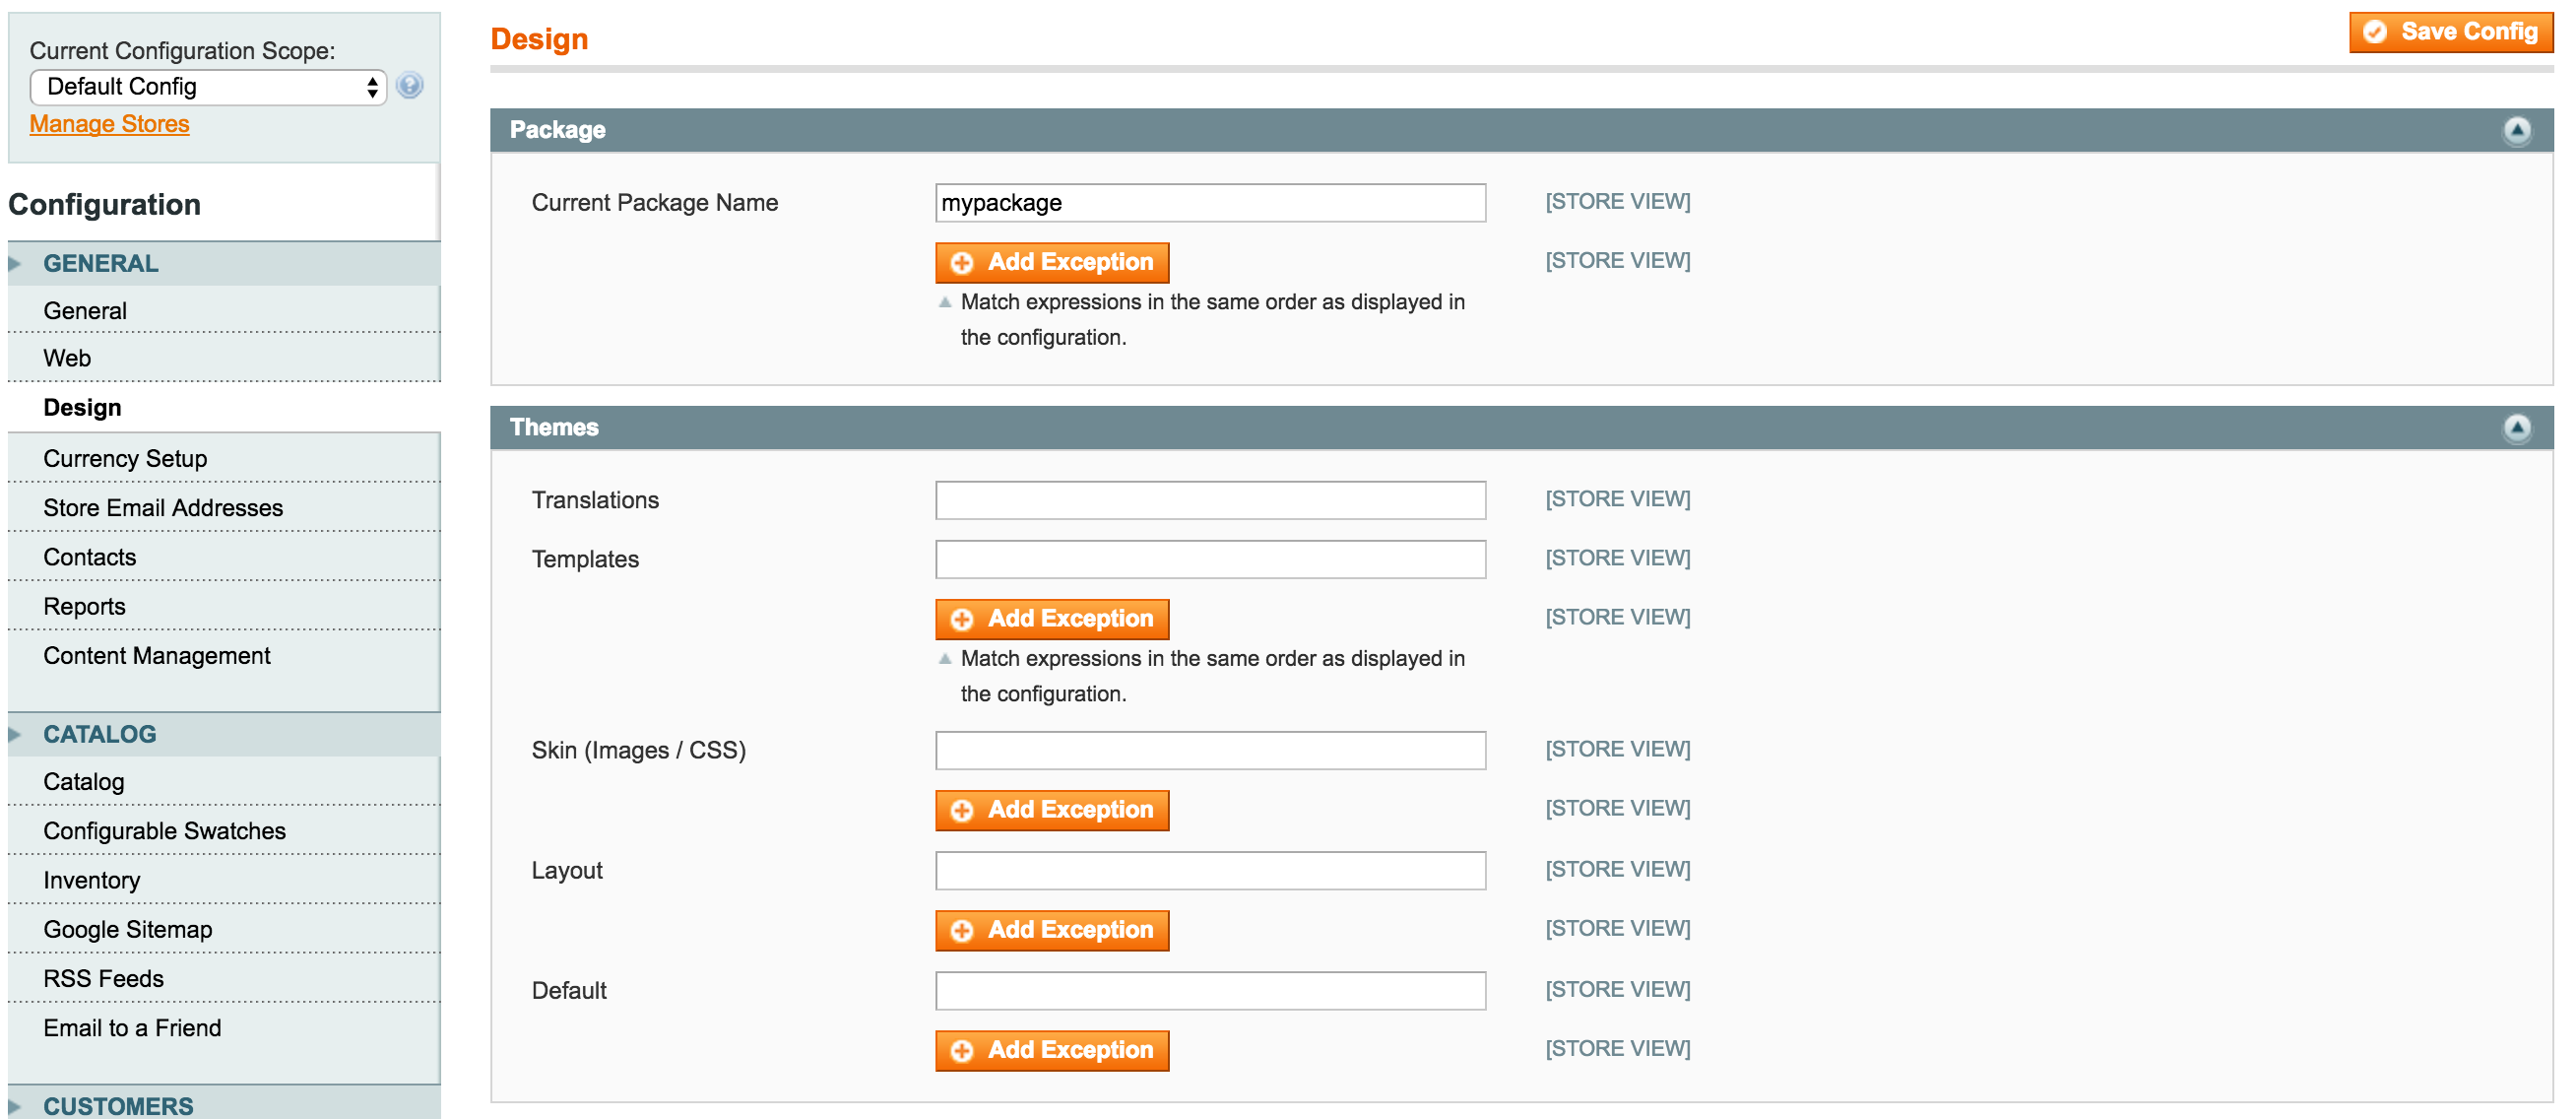 Current Configuration Scope:
Default Config
Manage Stores
Configuration
GENERAL
General
Web
Design
Currency Setup
Store Email Addresses
Contacts
Reports
Content Management
CATALOG
Catalog
Configurable Swatches
Inventory
Google Sitemap
RSS Feeds
Email to a Friend
CUSTOMERS
Design
Save Config
Package
Current Package Name mypackage [STORE VIEW]
Add Exception [STORE VIEW]
Match expressions in the same order as displayed in
the configuration.
Themes
Translations [STORE VIEW]
Templates [STORE VIEW]
Add Exception [STORE VIEW]
Match expressions in the same order as displayed in
the configuration.
Skin (Images / CSS) [STORE VIEW]
Add Exception [STORE VIEW]
Layout [STORE VIEW]
Add Exception [STORE VIEW]
Default [STORE VIEW]
Add Exception [STORE VIEW]